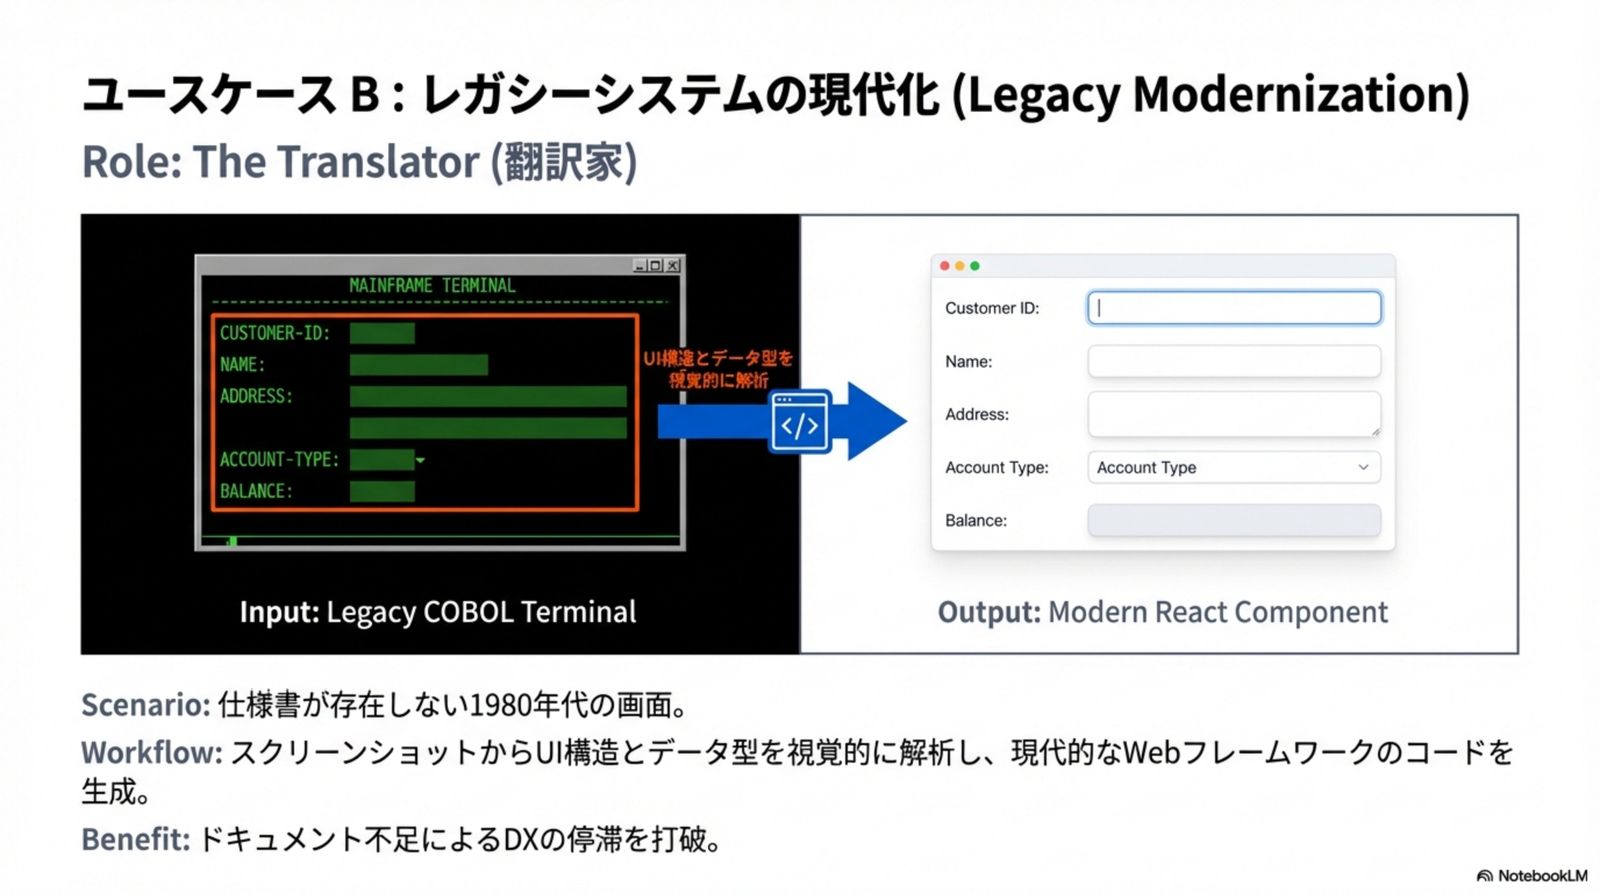 ユースケース B : レガシーシステムの現代化 (Legacy Modernization)
Role: The Translator (翻訳家)
MAINFRAME TERMINAL
CUSTOMER-ID:
NAME:
ADDRESS:
ACCOUNT-TYPE:
BALANCE:
UI構造とデータ型を
視覚的に解析
</>
Input: Legacy COBOL Terminal
Customer ID:
Name:
Address:
Account Type: Account Type
Balance:
Output: Modern React Component
Scenario: 仕様書が存在しない1980年代の画面。
Workflow: スクリーンショットからUI構造とデータ型を視覚的に解析し、現代的なWebフレームワークのコードを
生成。
Benefit: ドキュメント不足によるDXの停滞を打破。
NotebookLM